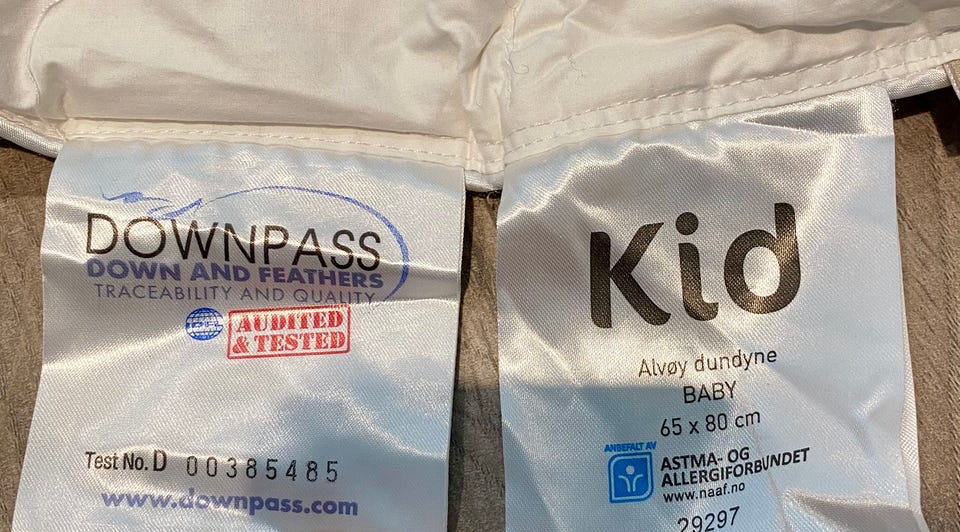 DOWNPASS
DOWN AND FEATHERS
TRACEABILITY AND QUALITY
AUDITED
& TESTED
Test No. D 00385485
www.downpass.com
Kid
Alvøy dundyne
BABY
65 x 80 cm
ANBEFALT AV
ASTMA- OG
ALLERGIFORBUNDET
www.naaf.no
29297